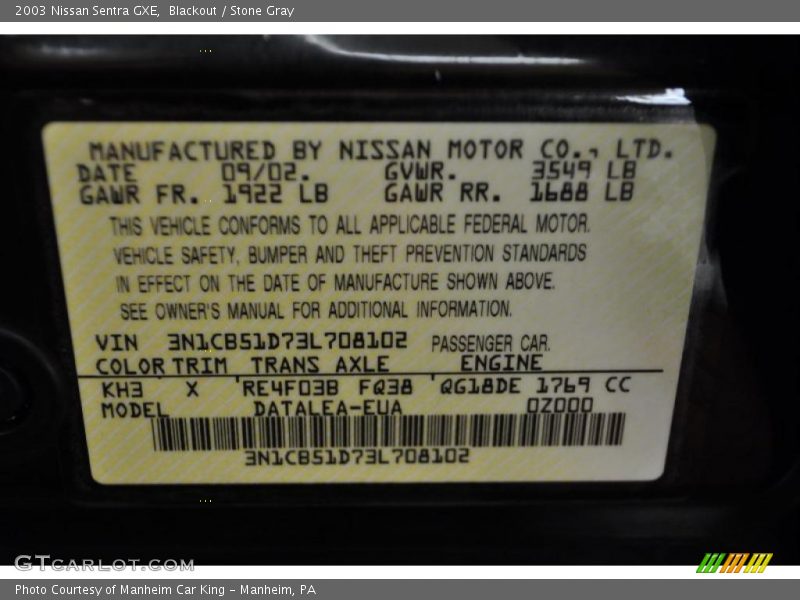 2003 Nissan Sentra GXE,  Blackout / Stone Gray
MANUFACTURED BY NISSAN MOTOR CO., LTD.
DATE 09/02. GVWR. 3549 LB
GAWR FR. 1922 LB GAWR RR. 1688 LB
THIS VEHICLE CONFORMS TO ALL APPLICABLE FEDERAL MOTOR.
VEHICLE SAFETY, BUMPER AND THEFT PREVENTION STANDARDS
IN EFFECT ON THE DATE OF MANUFACTURE SHOWN ABOVE.
SEE OWNER'S MANUAL FOR ADDITIONAL INFORMATION.
VIN 3N1CB51D73L708102 PASSENGER CAR.
COLOR TRIM TRANS AXLE ENGINE
KH3 X 'RE4F03B FQ38 'QG18DE 1769 CC
MODEL DATALEA-EUA 0Z000
3N1CB51D73L708102
GTCARLOT.COM
Photo Courtesy of Manheim Car King - Manheim, PA